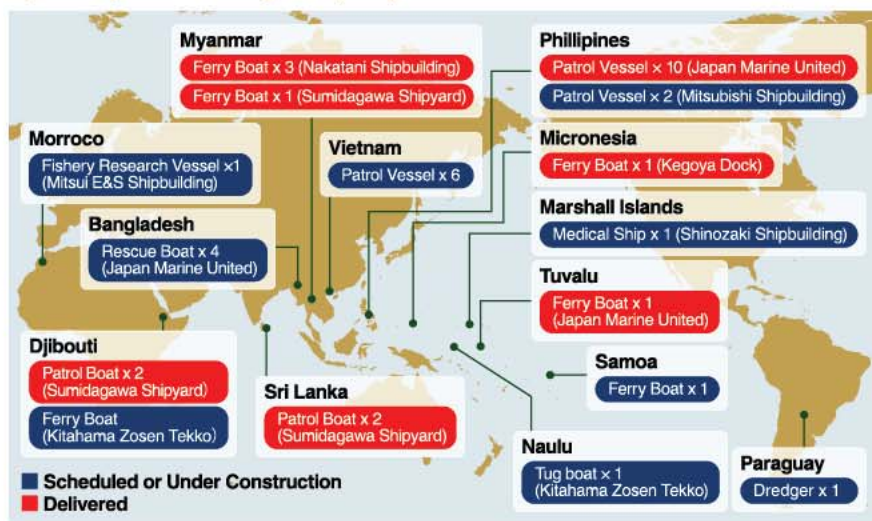 Myanmar
Ferry Boat x 3 (Nakatani Shipbuilding)
Ferry Boat x 1 (Sumidagawa Shipyard)
Phillipines
Patrol Vessel × 10 (Japan Marine United)
Patrol Vessel × 2 (Mitsubishi Shipbuilding)
Morroco
Fishery Research Vessel ×1
(Mitsui E&S Shipbuilding)
Vietnam
Patrol Vessel x 6
Micronesia
Ferry Boat × 1 (Kegoya Dock)
Bangladesh
Rescue Boat x 4
(Japan Marine United)
Marshall Islands
Medical Ship × 1 (Shinozaki Shipbuilding)
Tuvalu
Ferry Boat x 1
(Japan Marine United)
Djibouti
Patrol Boat x 2
(Sumidagawa Shipyard)
Ferry Boat
(Kitahama Zosen Tekko)
Sri Lanka
Patrol Boat x 2
(Sumidagawa Shipyard)
Samoa
Ferry Boat x 1
Naulu
Tug boat × 1
(Kitahama Zosen Tekko)
Paraguay
Dredger x 1
Scheduled or Under Construction
Delivered